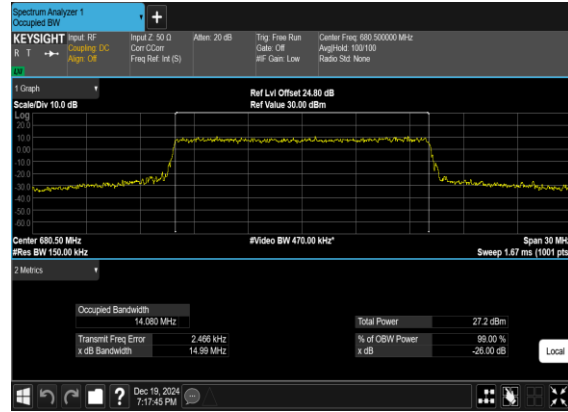 Spectrum Analyzer 1
Occupied BW
+
KEYSIGHT Input: RF Input Z: 50 Ω Atten: 20 dB Trig: Free Run Center Freq: 680.500000 MHz
R T Coupling: DC Corr CCorr Gate: Off Avg|Hold: 100/100
Align: Off Freq Ref: Int (S) #IF Gain: Low Radio Std: None
1 Graph
Ref Lvl Offset 24.80 dB
Scale/Div 10.0 dB Ref Value 30.00 dBm
Log
20.0
10.0
0.00
-10.0
-20.0
-30.0
-40.0
-50.0
-60.0
Center 680.50 MHz #Video BW 470.00 kHz* Span 30 MHz
#Res BW 150.00 kHz Sweep 1.67 ms (1001 pts
2 Metrics
Occupied Bandwidth
14.080 MHz Total Power 27.2 dBm
Transmit Freq Error 2.466 kHz % of OBW Power 99.00 %
x dB Bandwidth 14.99 MHz x dB -26.00 dB
Local
? Dec 19, 2024
7:17:45 PM